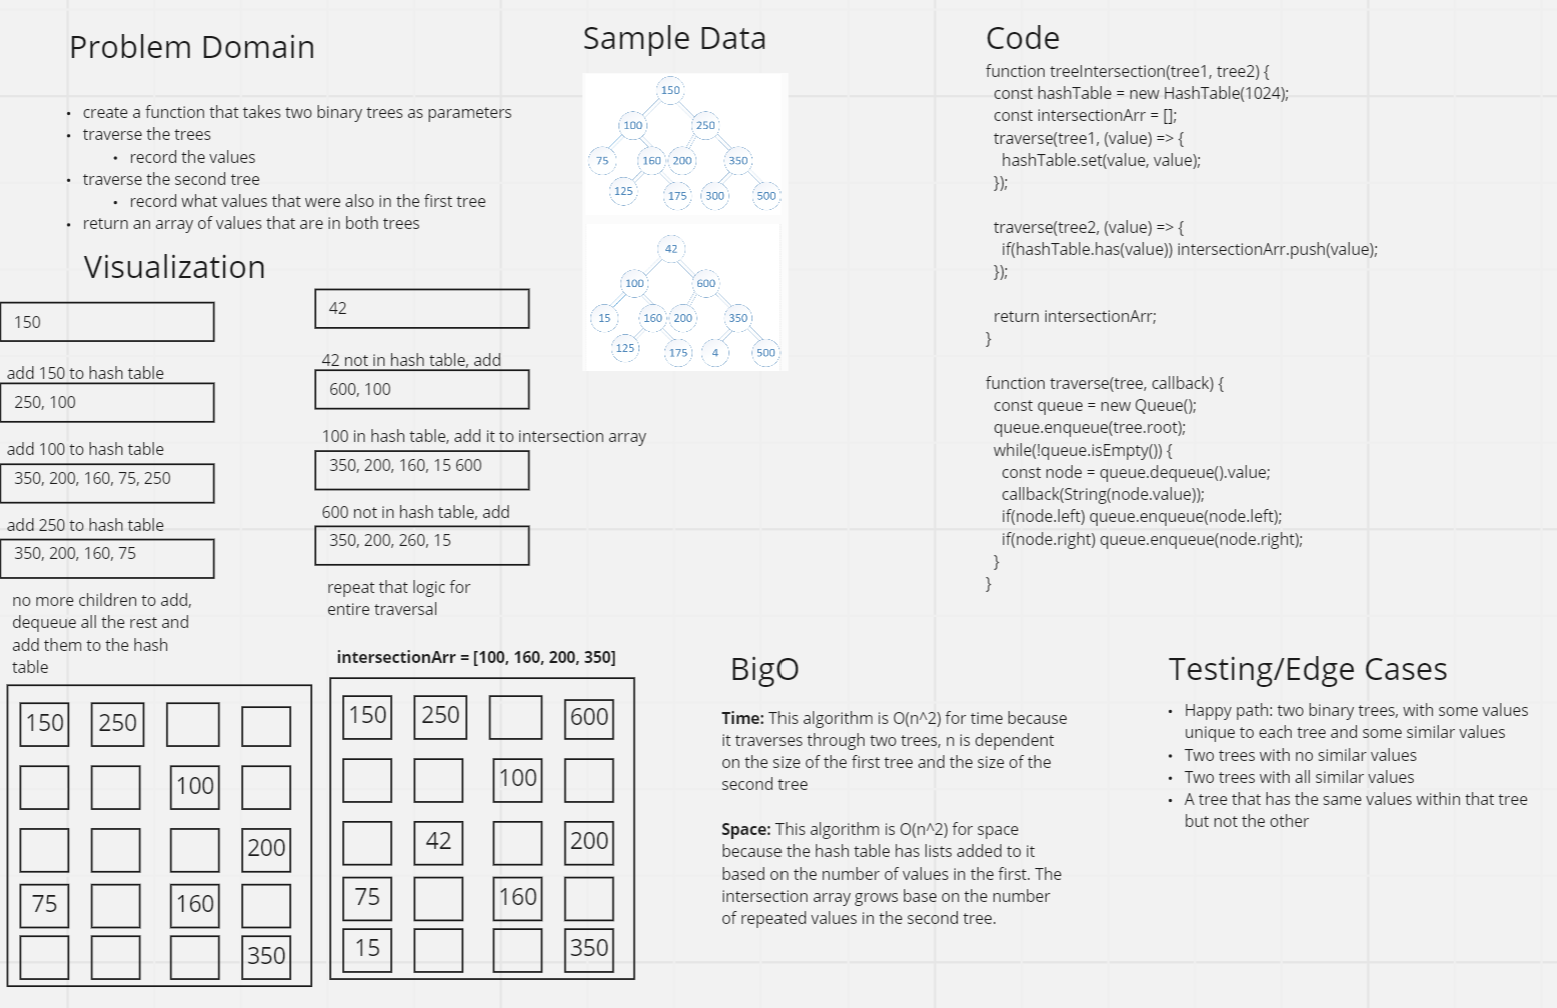 Problem Domain
• create a function that takes two binary trees as parameters
• traverse the trees
• record the values
• traverse the second tree
• record what values that were also in the first tree
• return an array of values that are in both trees
Visualization
150
add 150 to hash table
250, 100
add 100 to hash table
350, 200, 160, 75, 250
add 250 to hash table
350, 200, 160, 75
no more children to add,
dequeue all the rest and
add them to the hash
table
150 250
100
200
75 160
350
42
42 not in hash table, add
600, 100
100 in hash table, add it to intersection array
350, 200, 160, 15 600
600 not in hash table, add
350, 200, 260, 15
repeat that logic for
entire traversal
intersectionArr = [100, 160, 200, 350]
150 250 600
100
42 200
75 160
15 350
Sample Data
150
100 250
75 160 200 350
125 175 300 500
42
100 600
15 160 200 350
125 175 4 500
Code
function treeIntersection(tree1, tree2) {
const hashTable = new HashTable(1024);
const intersectionArr = [];
traverse(tree1, (value) => {
hashTable.set(value, value);
});
traverse(tree2, (value) => {
if(hashTable.has(value)) intersectionArr.push(value);
});
return intersectionArr;
}
function traverse(tree, callback) {
const queue = new Queue();
queue.enqueue(tree.root);
while(!queue.isEmpty()) {
const node = queue.dequeue().value;
callback(String(node.value));
if(node.left) queue.enqueue(node.left);
if(node.right) queue.enqueue(node.right);
}
}
BigO
Time: This algorithm is O(n^2) for time because
it traverses through two trees, n is dependent
on the size of the first tree and the size of the
second tree
Space: This algorithm is O(n^2) for space
because the hash table has lists added to it
based on the number of values in the first. The
intersection array grows base on the number
of repeated values in the second tree.
Testing/Edge Cases
• Happy path: two binary trees, with some values
unique to each tree and some similar values
• Two trees with no similar values
• Two trees with all similar values
• A tree that has the same values within that tree
but not the other